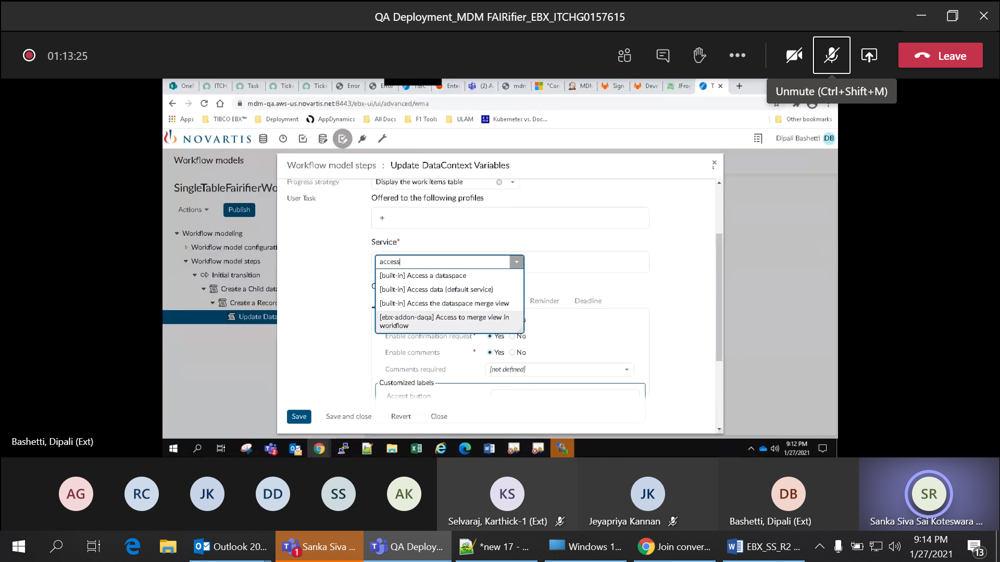 QA Deployment_MDM FAIRifier_EBX_ITCHG0157615
01:13:25
Leave
Unmute (Ctrl+Shift+M)
OneN ITCH Task Ticke Ticke Error Error TIBC Enter (2) A mdm "Con MDM Sign Deve JFrog T
mdm-qa.aws-us.novartis.net:8443/ebx-ui/ui/advanced/wma
Apps TIBCO EBX™ Deployment AppDynamics All Docs F1 Tools ULAM Kubernetes vs. Doc... Other bookmarks
NOVARTIS
Dipali Bashetti DB
Workflow models
Workflow model steps : Update DataContext Variables
Progress strategy Display the work items table
SingleTableFairifierWo
User Task Offered to the following profiles
Actions Publish
+
Workflow modeling
Workflow model configurati
Service*
Workflow model steps
access
Initial transition
[built-in] Access a dataspace
Create a Child data
[built-in] Access data (default service)
Create a Record
[built-in] Access the dataspace merge view
Reminder Deadline
Update Data
[ebx-addon-daqa] Access to merge view in
workflow
Enable confirmation request * Yes No
Enable comments * Yes No
Comments required [not defined]
Customized labels
Accept button
Save Save and close Revert Close
Bashetti, Dipali (Ext)
9:12 PM
1/27/2021
AG RC JK DD SS AK KS JK DB SR
Selvaraj, Karthick-1 (Ext) Jeyapriya Kannan Bashetti, Dipali (Ext) Sanka Siva Sai Koteswara ...
Outlook 20... Sanka Siva ... QA Deploy... *new 17 - ... Windows 1... Join conver... EBX_SS_R2 ...
9:14 PM
1/27/2021
13